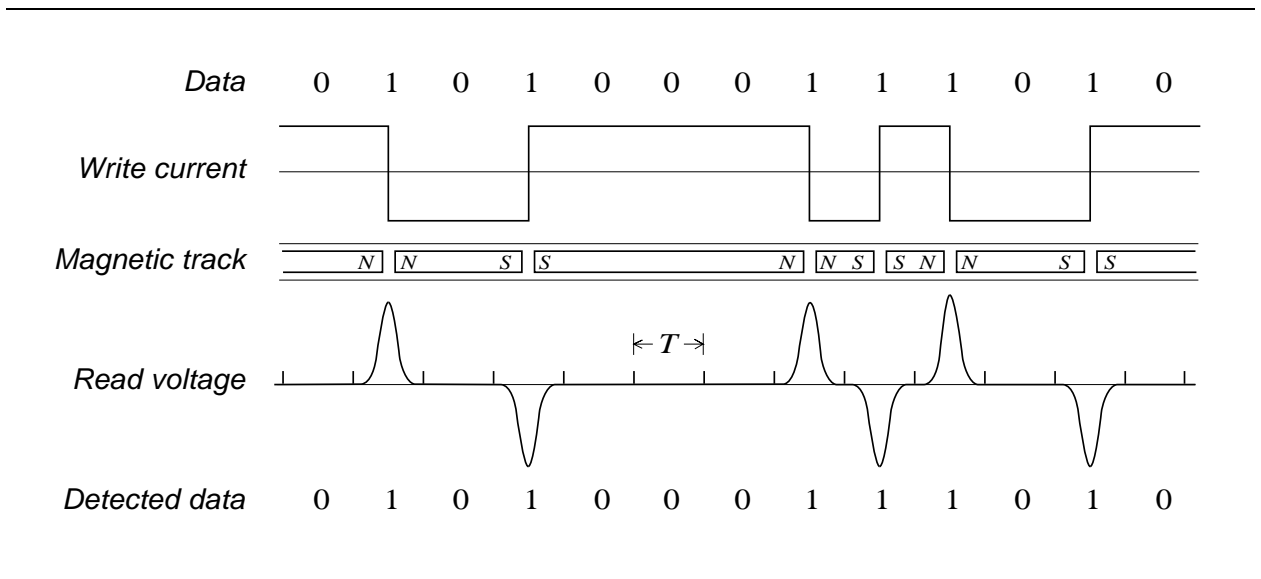 Data 0 1 0 1 0 0 0 1 1 1 0 1 0
Write current
Magnetic track N N S S N N S S N N S S
T
Read voltage
Detected data 0 1 0 1 0 0 0 1 1 1 0 1 0